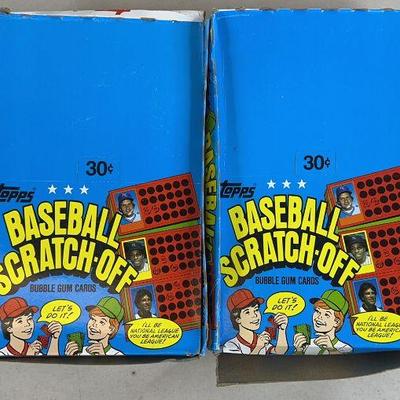 30¢
TOPPS
BASEBALL
SCRATCH-OFF
BUBBLE GUM CARDS
LET'S
DO IT!
I'LL BE
NATIONAL LEAGUE
YOU BE AMERICAN
LEAGUE!
30¢
TOPPS
BASEBALL
SCRATCH-OFF
BUBBLE GUM CARDS
LET'S
DO IT!
I'LL BE
NATIONAL LEAGUE
YOU BE AMERICAN
LEAGUE!